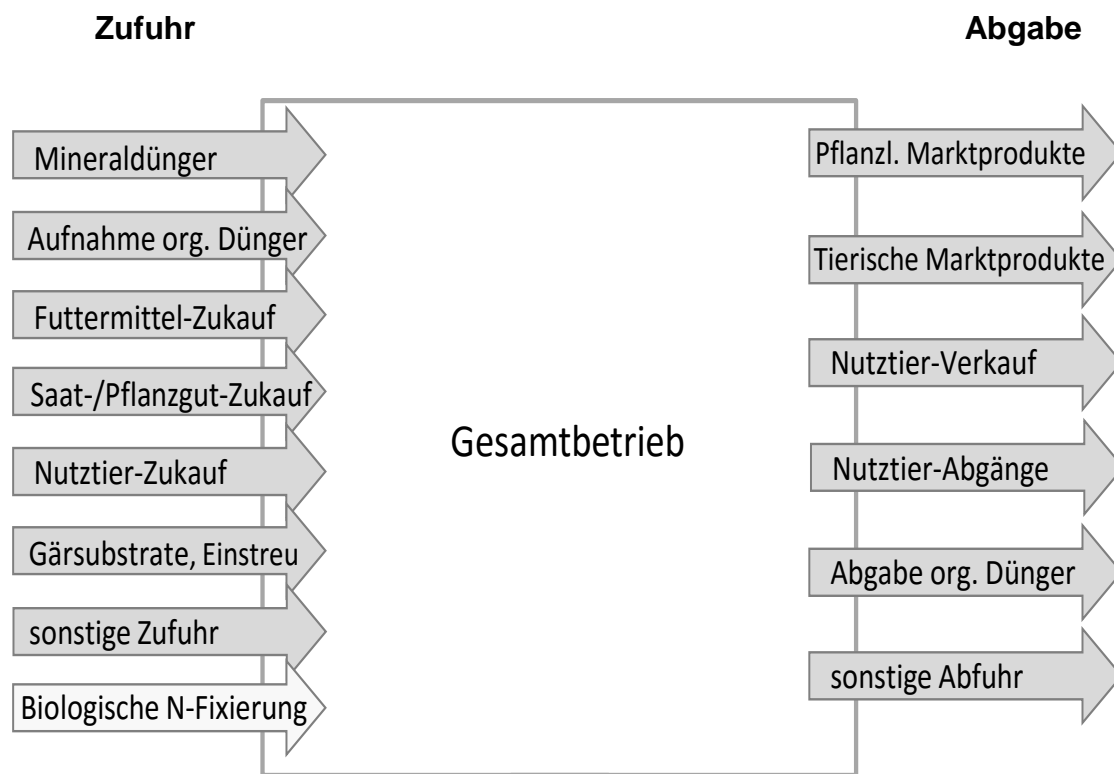 Zufuhr
Abgabe
Mineraldünger
Aufnahme org. Dünger
Futtermittel-Zukauf
Saat-/Pflanzgut-Zukauf
Nutztier-Zukauf
Gärsubstrate, Einstreu
sonstige Zufuhr
Biologische N-Fixierung
Gesamtbetrieb
Pflanzl. Marktprodukte
Tierische Marktprodukte
Nutztier-Verkauf
Nutztier-Abgänge
Abgabe org. Dünger
sonstige Abfuhr